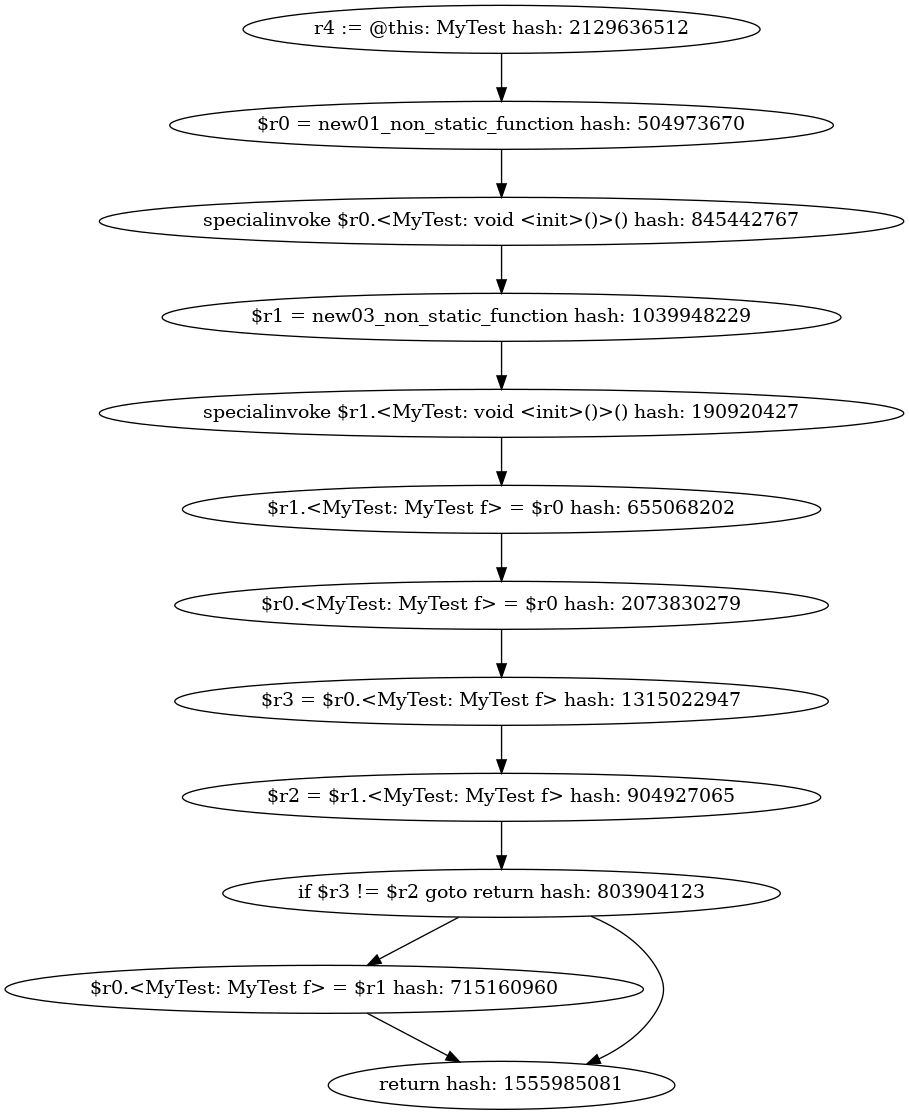 r4 := @this: MyTest hash: 2129636512
$r0 = new01_non_static_function hash: 504973670
specialinvoke $r0.<MyTest: void <init>()>() hash: 845442767
$r1 = new03_non_static_function hash: 1039948229
specialinvoke $r1.<MyTest: void <init>()>() hash: 190920427
$r1.<MyTest: MyTest f> = $r0 hash: 655068202
$r0.<MyTest: MyTest f> = $r0 hash: 2073830279
$r3 = $r0.<MyTest: MyTest f> hash: 1315022947
$r2 = $r1.<MyTest: MyTest f> hash: 904927065
if $r3 != $r2 goto return hash: 803904123
$r0.<MyTest: MyTest f> = $r1 hash: 715160960
return hash: 1555985081